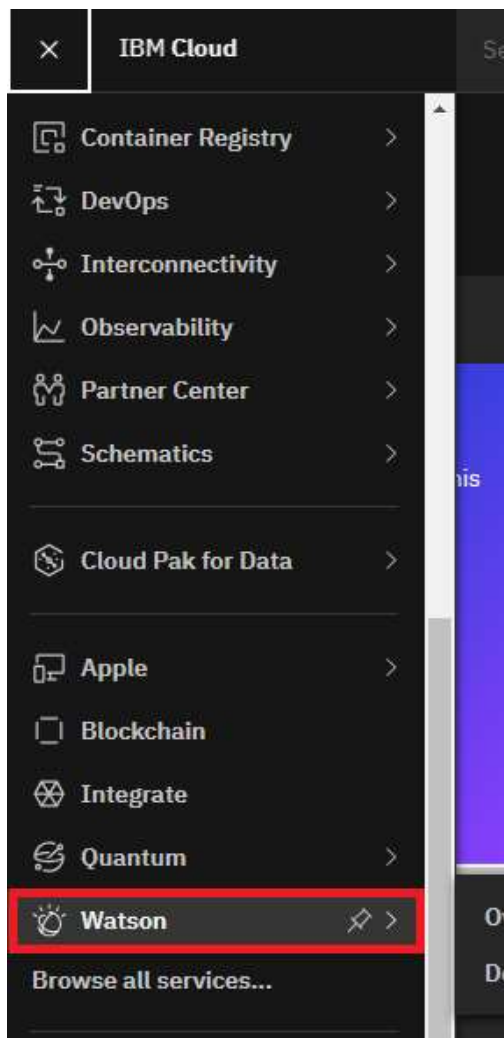 IBM Cloud
Container Registry
DevOps
Interconnectivity
Observability
Partner Center
Schematics
Cloud Pak for Data
Apple
Blockchain
Integrate
Quantum
Watson
Browse all services...